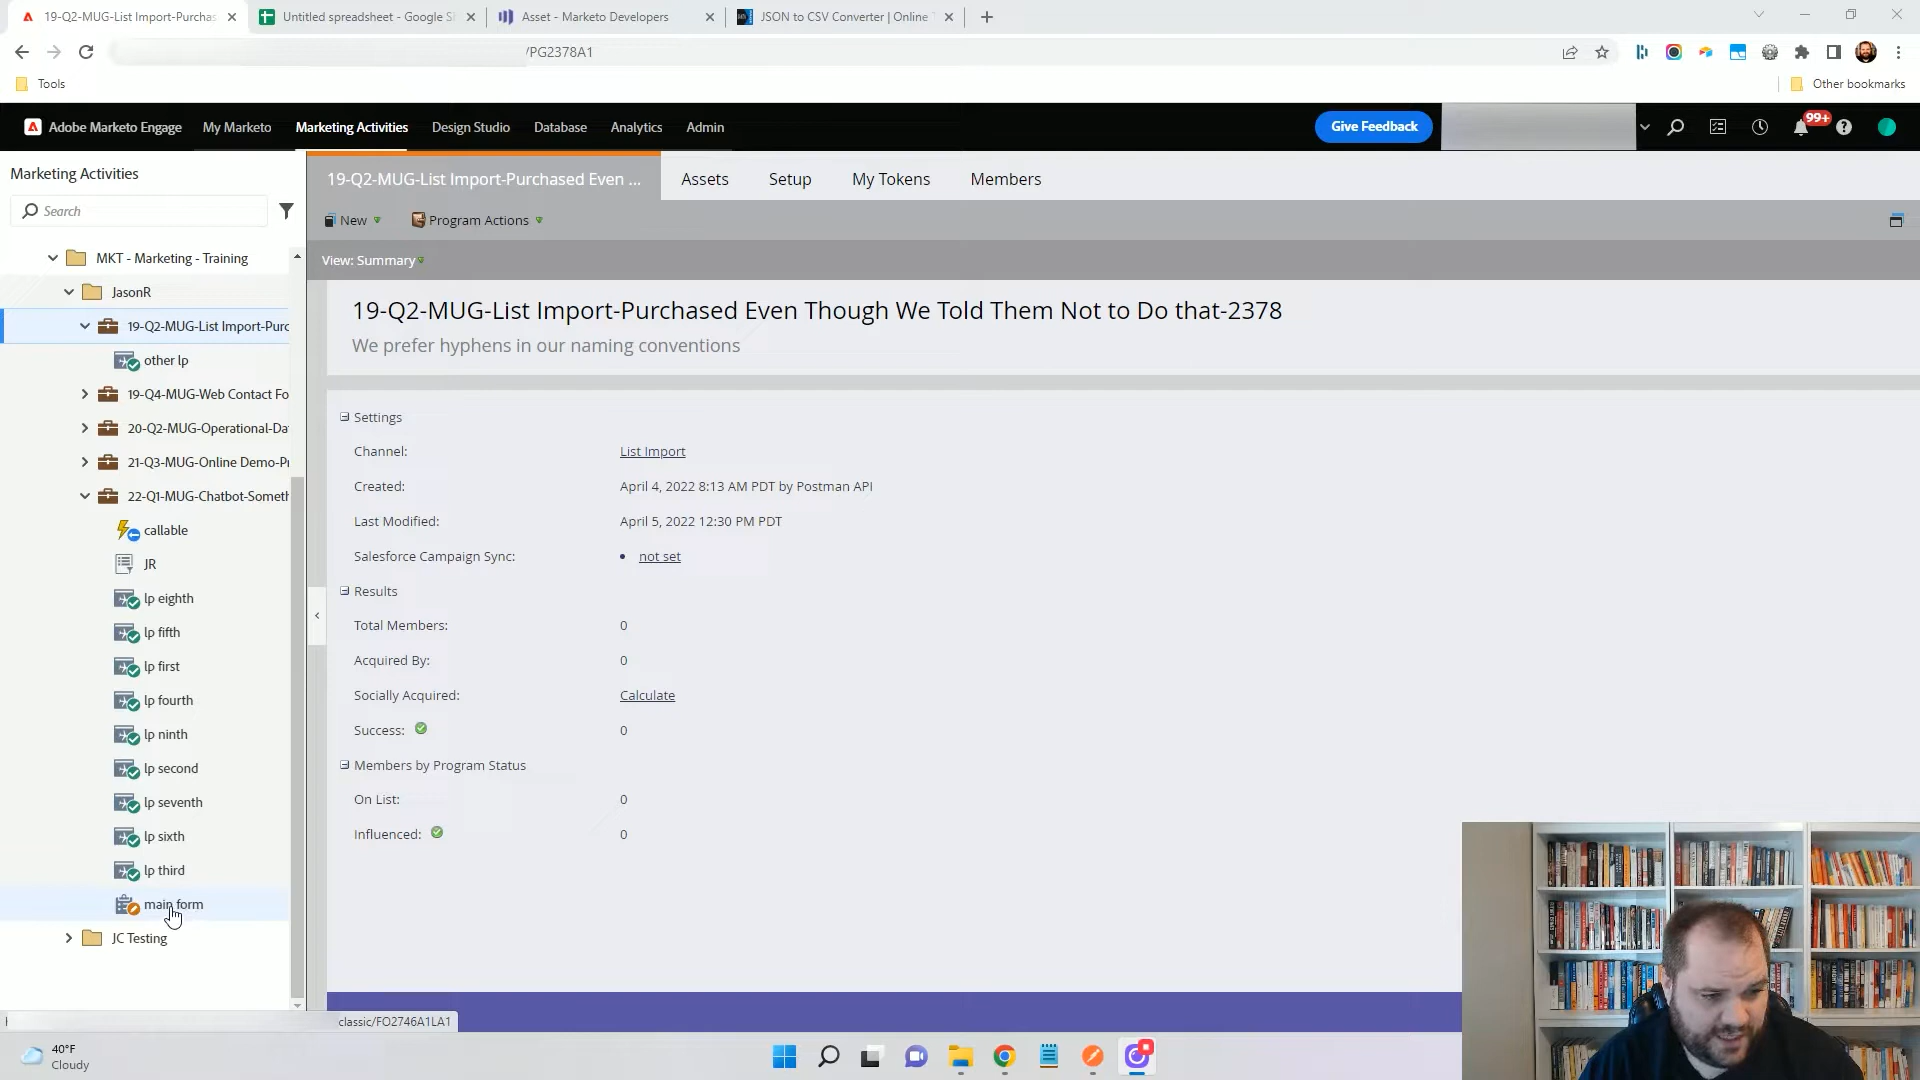 19-Q2-MUG-List Import-Purchas
Untitled spreadsheet - Google S
Asset - Marketo Developers
JSON to CSV Converter | Online
/PG2378A1
Tools
Other bookmarks
Adobe Marketo Engage
My Marketo
Marketing Activities
Design Studio
Database
Analytics
Admin
Give Feedback
99+
Marketing Activities
Search
MKT - Marketing - Training
JasonR
19-Q2-MUG-List Import-Purc
other lp
19-Q4-MUG-Web Contact Fo
20-Q2-MUG-Operational-Da
21-Q3-MUG-Online Demo-Pr
22-Q1-MUG-Chatbot-Someth
callable
JR
lp eighth
lp fifth
lp first
lp fourth
lp ninth
lp second
lp seventh
lp sixth
lp third
main form
JC Testing
19-Q2-MUG-List Import-Purchased Even ...
Assets
Setup
My Tokens
Members
New
Program Actions
View: Summary
19-Q2-MUG-List Import-Purchased Even Though We Told Them Not to Do that-2378
We prefer hyphens in our naming conventions
Settings
Channel: List Import
Created: April 4, 2022 8:13 AM PDT by Postman API
Last Modified: April 5, 2022 12:30 PM PDT
Salesforce Campaign Sync: • not set
Results
Total Members: 0
Acquired By: 0
Socially Acquired: Calculate
Success: 0
Members by Program Status
On List: 0
Influenced: 0
classic/FO2746A1LA1
40°F
Cloudy